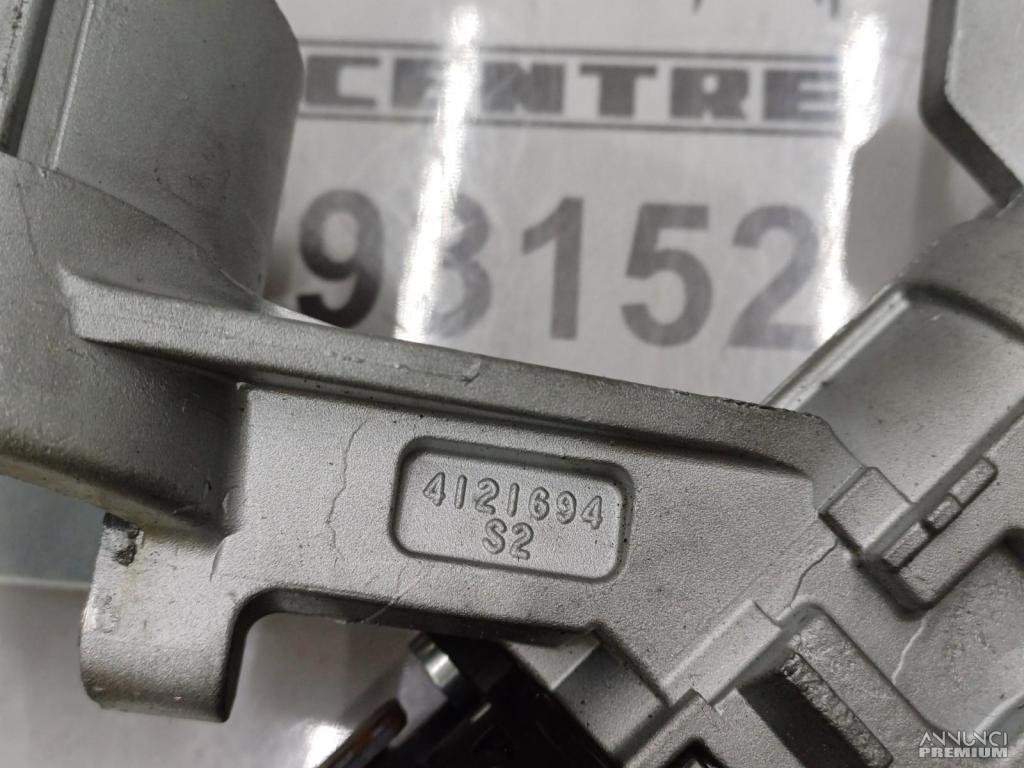 CENTRE
93152
4121694
S2
ANNUNCI
PREMIUM